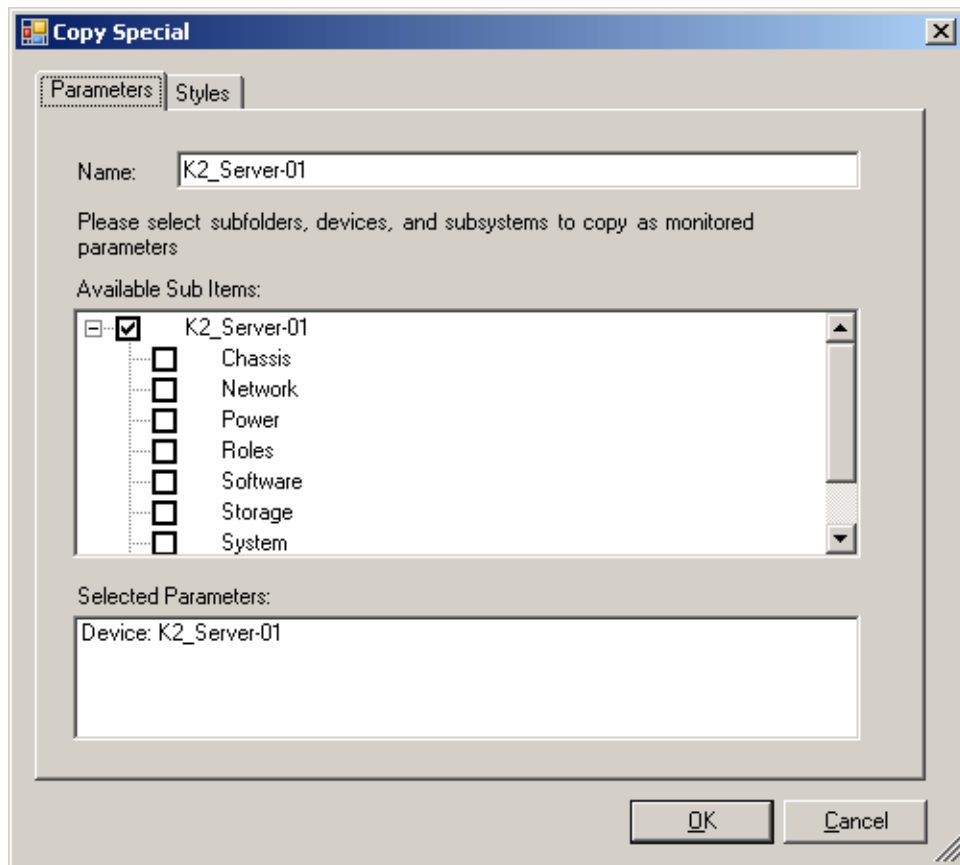 Copy Special
Parameters
Styles
Name:
K2_Server-01
Please select subfolders, devices, and subsystems to copy as monitored
parameters
Available Sub Items:
K2_Server-01
Chassis
Network
Power
Roles
Software
Storage
System
Selected Parameters:
Device: K2_Server-01
OK
Cancel